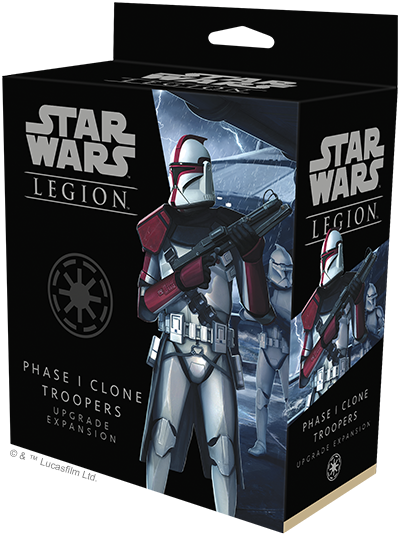 STAR
WARS
LEGION
PHASE I CLONE
TROOPERS
UPGRADE
EXPANSION
© & ™ Lucasfilm Ltd.
STAR
WARS
LEGION
PHASE I CLONE
TROOPERS
UPGRADE EXPANSION